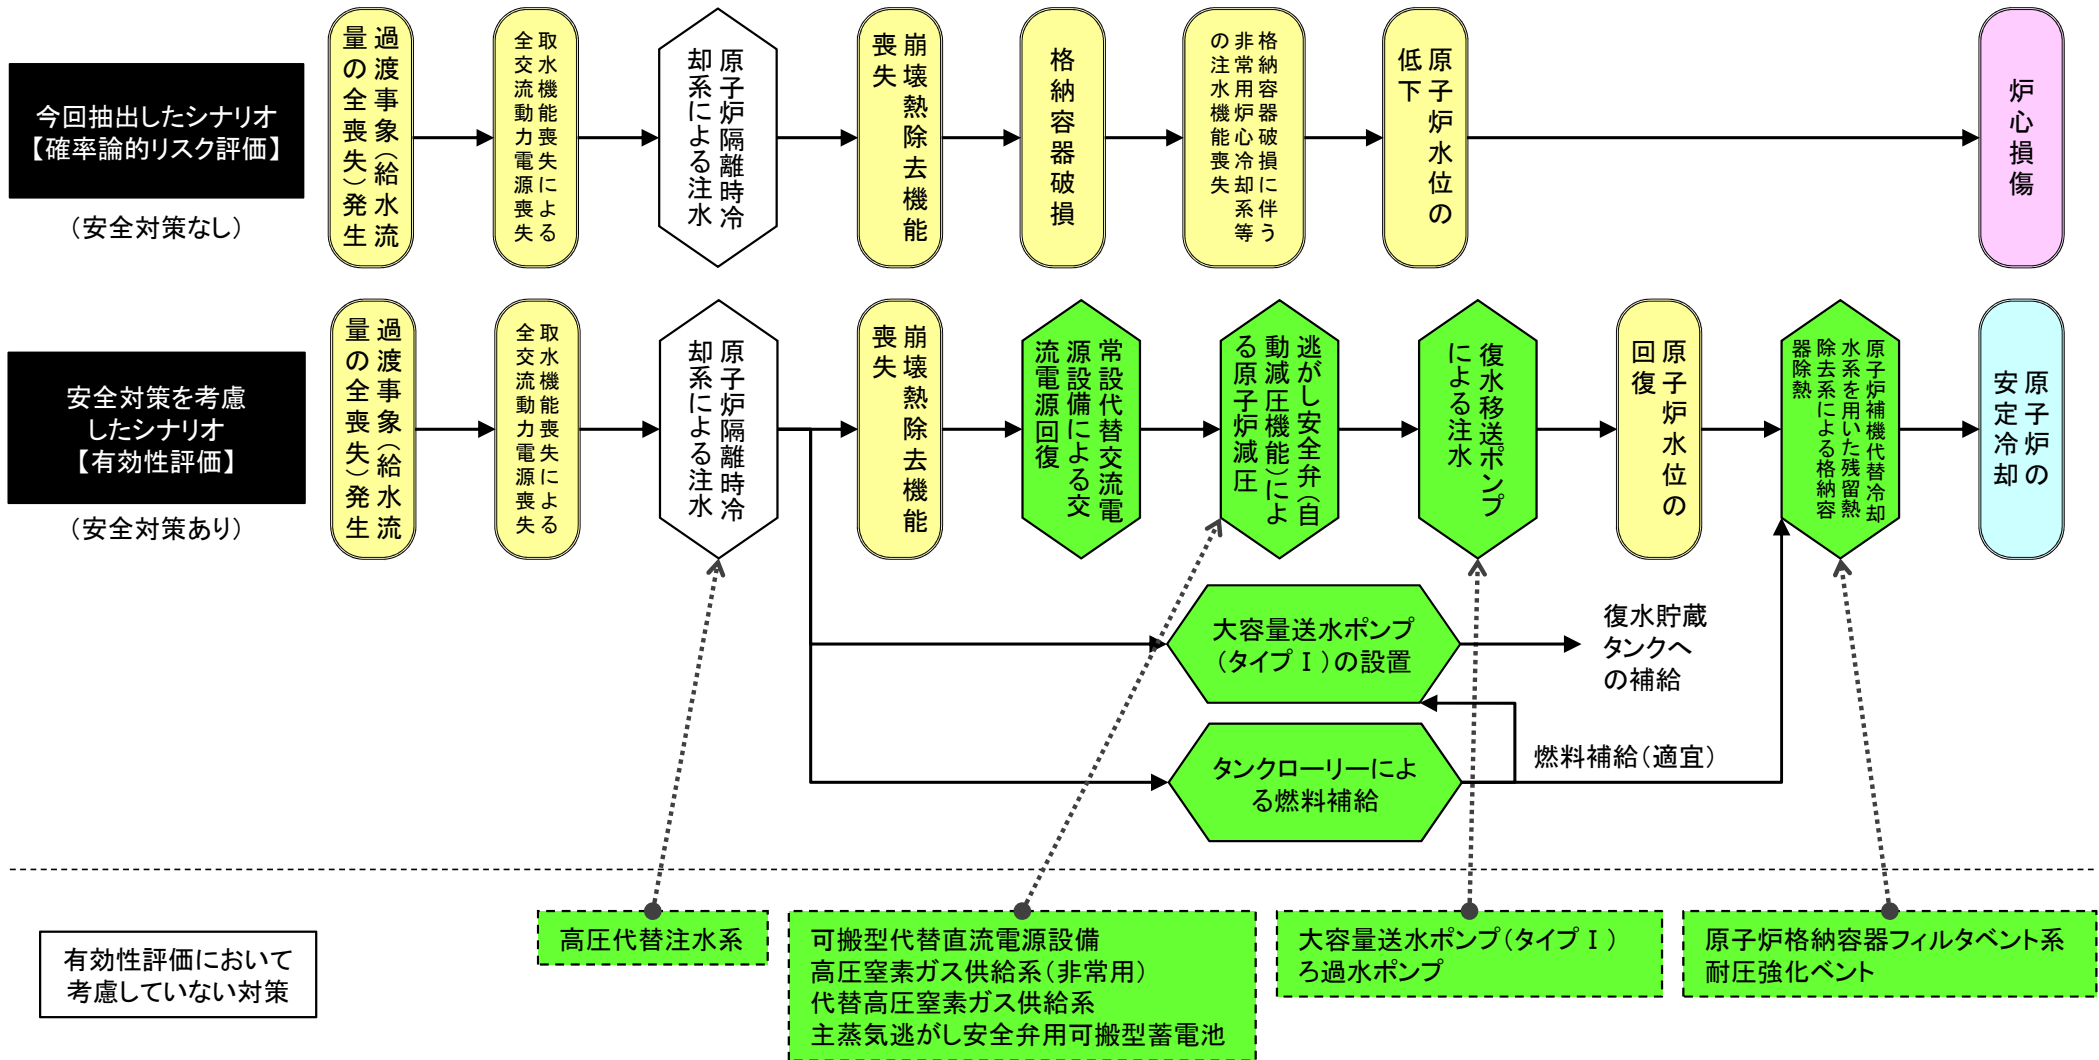 今回抽出したシナリオ
【確率論的リスク評価】
（安全対策なし）
過渡事象（給水流
量の全喪失）発生
取水機能喪失による
全交流動力電源喪失
原子炉隔離時冷
却系による注水
崩壊熱除去機能
喪失
格納容器破損
格納容器破損に伴う
非常用炉心冷却系等
の注水機能喪失
原子炉水位の
低下
炉心損傷
安全対策を考慮
したシナリオ
【有効性評価】
（安全対策あり）
過渡事象（給水流
量の全喪失）発生
取水機能喪失による
全交流動力電源喪失
原子炉隔離時冷
却系による注水
崩壊熱除去機能
喪失
常設代替交流電
源設備による交
流電源回復
逃がし安全弁（自
動減圧機能）によ
る原子炉減圧
復水移送ポンプ
による注水
原子炉水位の
回復
原子炉補機代替冷却
水系を用いた残留熱
除去系による格納容
器除熱
原子炉の
安定冷却
大容量送水ポンプ
（タイプⅠ）の設置
復水貯蔵
タンクへ
の補給
タンクローリーによ
る燃料補給
燃料補給（適宜）
有効性評価において
考慮していない対策
高圧代替注水系
可搬型代替直流電源設備
高圧窒素ガス供給系（非常用）
代替高圧窒素ガス供給系
主蒸気逃がし安全弁用可搬型蓄電池
大容量送水ポンプ（タイプⅠ）
ろ過水ポンプ
原子炉格納容器フィルタベント系
耐圧強化ベント